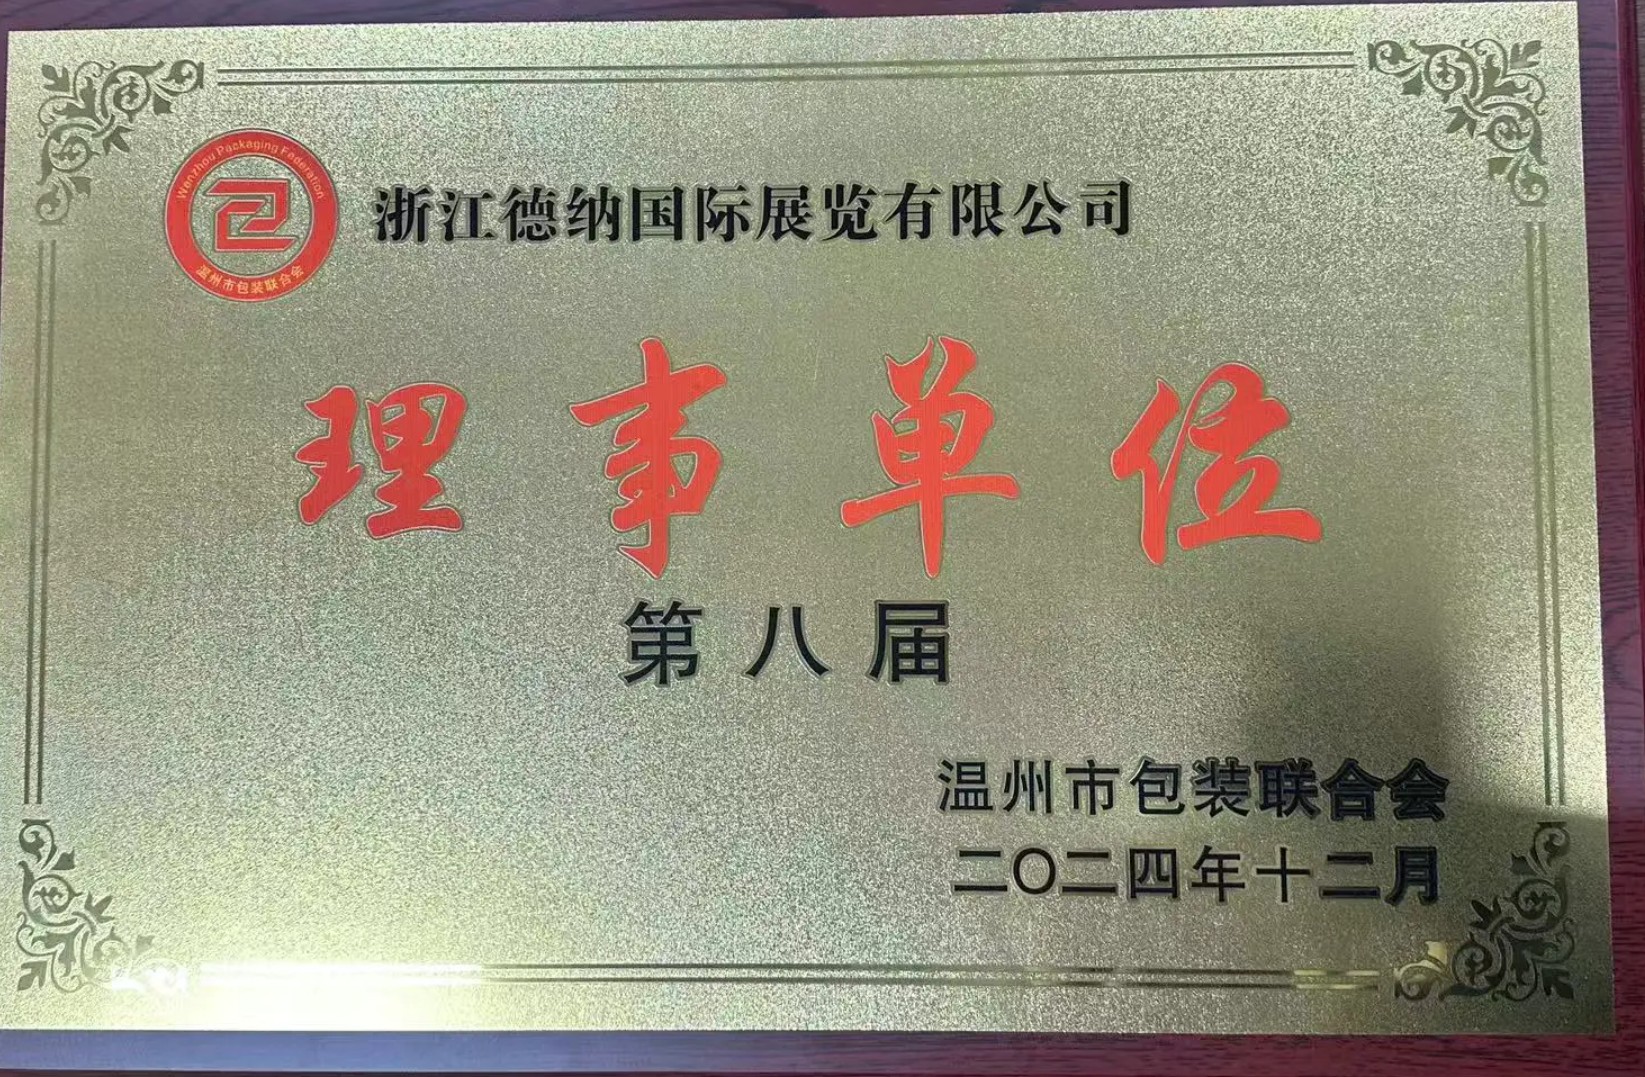 Wenzhou Packaging Federation
温州市包装联合会
浙江德纳国际展览有限公司
理事单位
第八届
温州市包装联合会
二〇二四年十二月